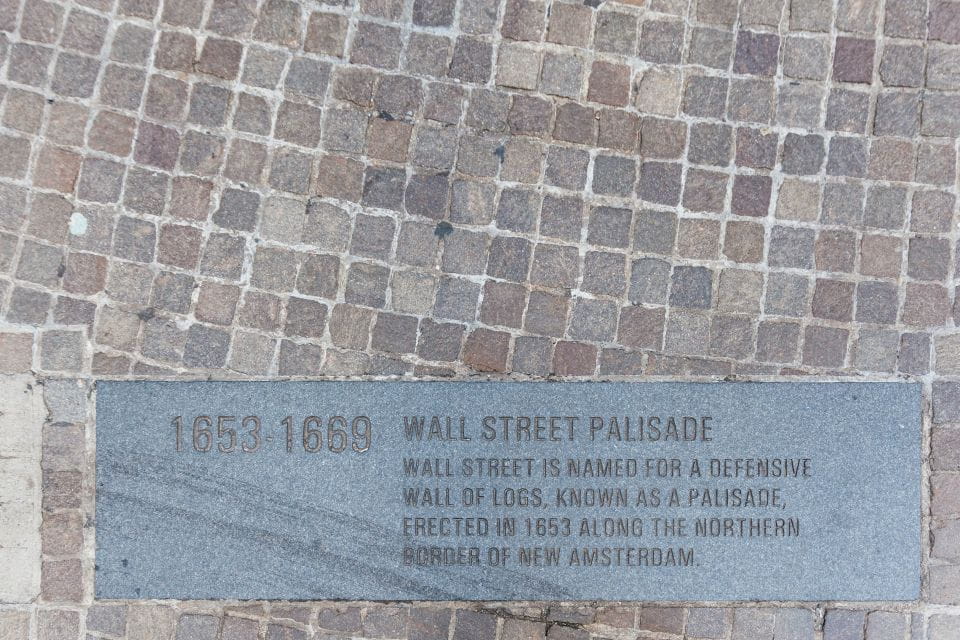 1653-1669
WALL STREET PALISADE
WALL STREET IS NAMED FOR A DEFENSIVE
WALL OF LOGS, KNOWN AS A PALISADE,
ERECTED IN 1653 ALONG THE NORTHERN
BORDER OF NEW AMSTERDAM.